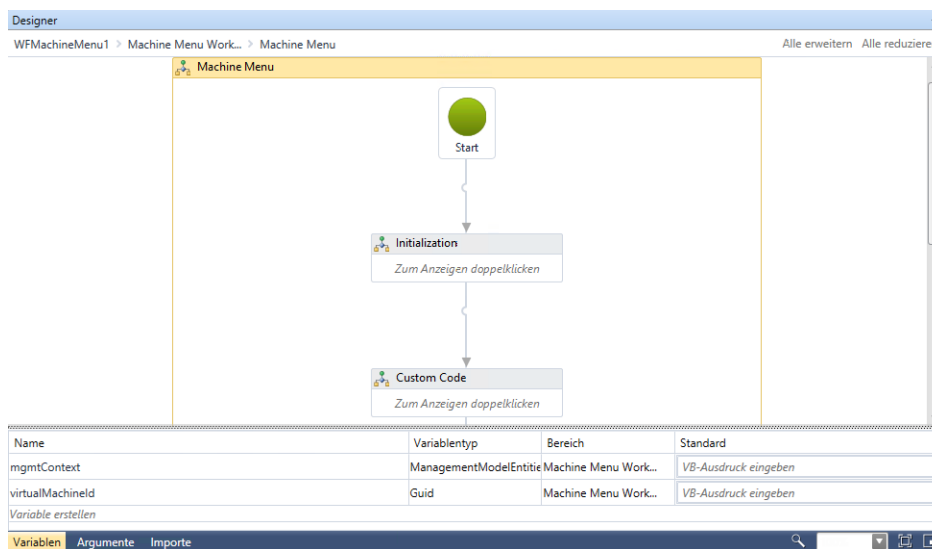 Designer
WFMachineMenu1 > Machine Menu Work... > Machine Menu Alle erweitern Alle reduziere
Machine Menu
Start
Initialization
Zum Anzeigen doppelklicken
Custom Code
Zum Anzeigen doppelklicken
Name Variablentyp Bereich Standard
mgmtContext ManagementModelEntitie Machine Menu Work... VB-Ausdruck eingeben
virtualMachineId Guid Machine Menu Work... VB-Ausdruck eingeben
Variable erstellen
Variablen Argumente Importe